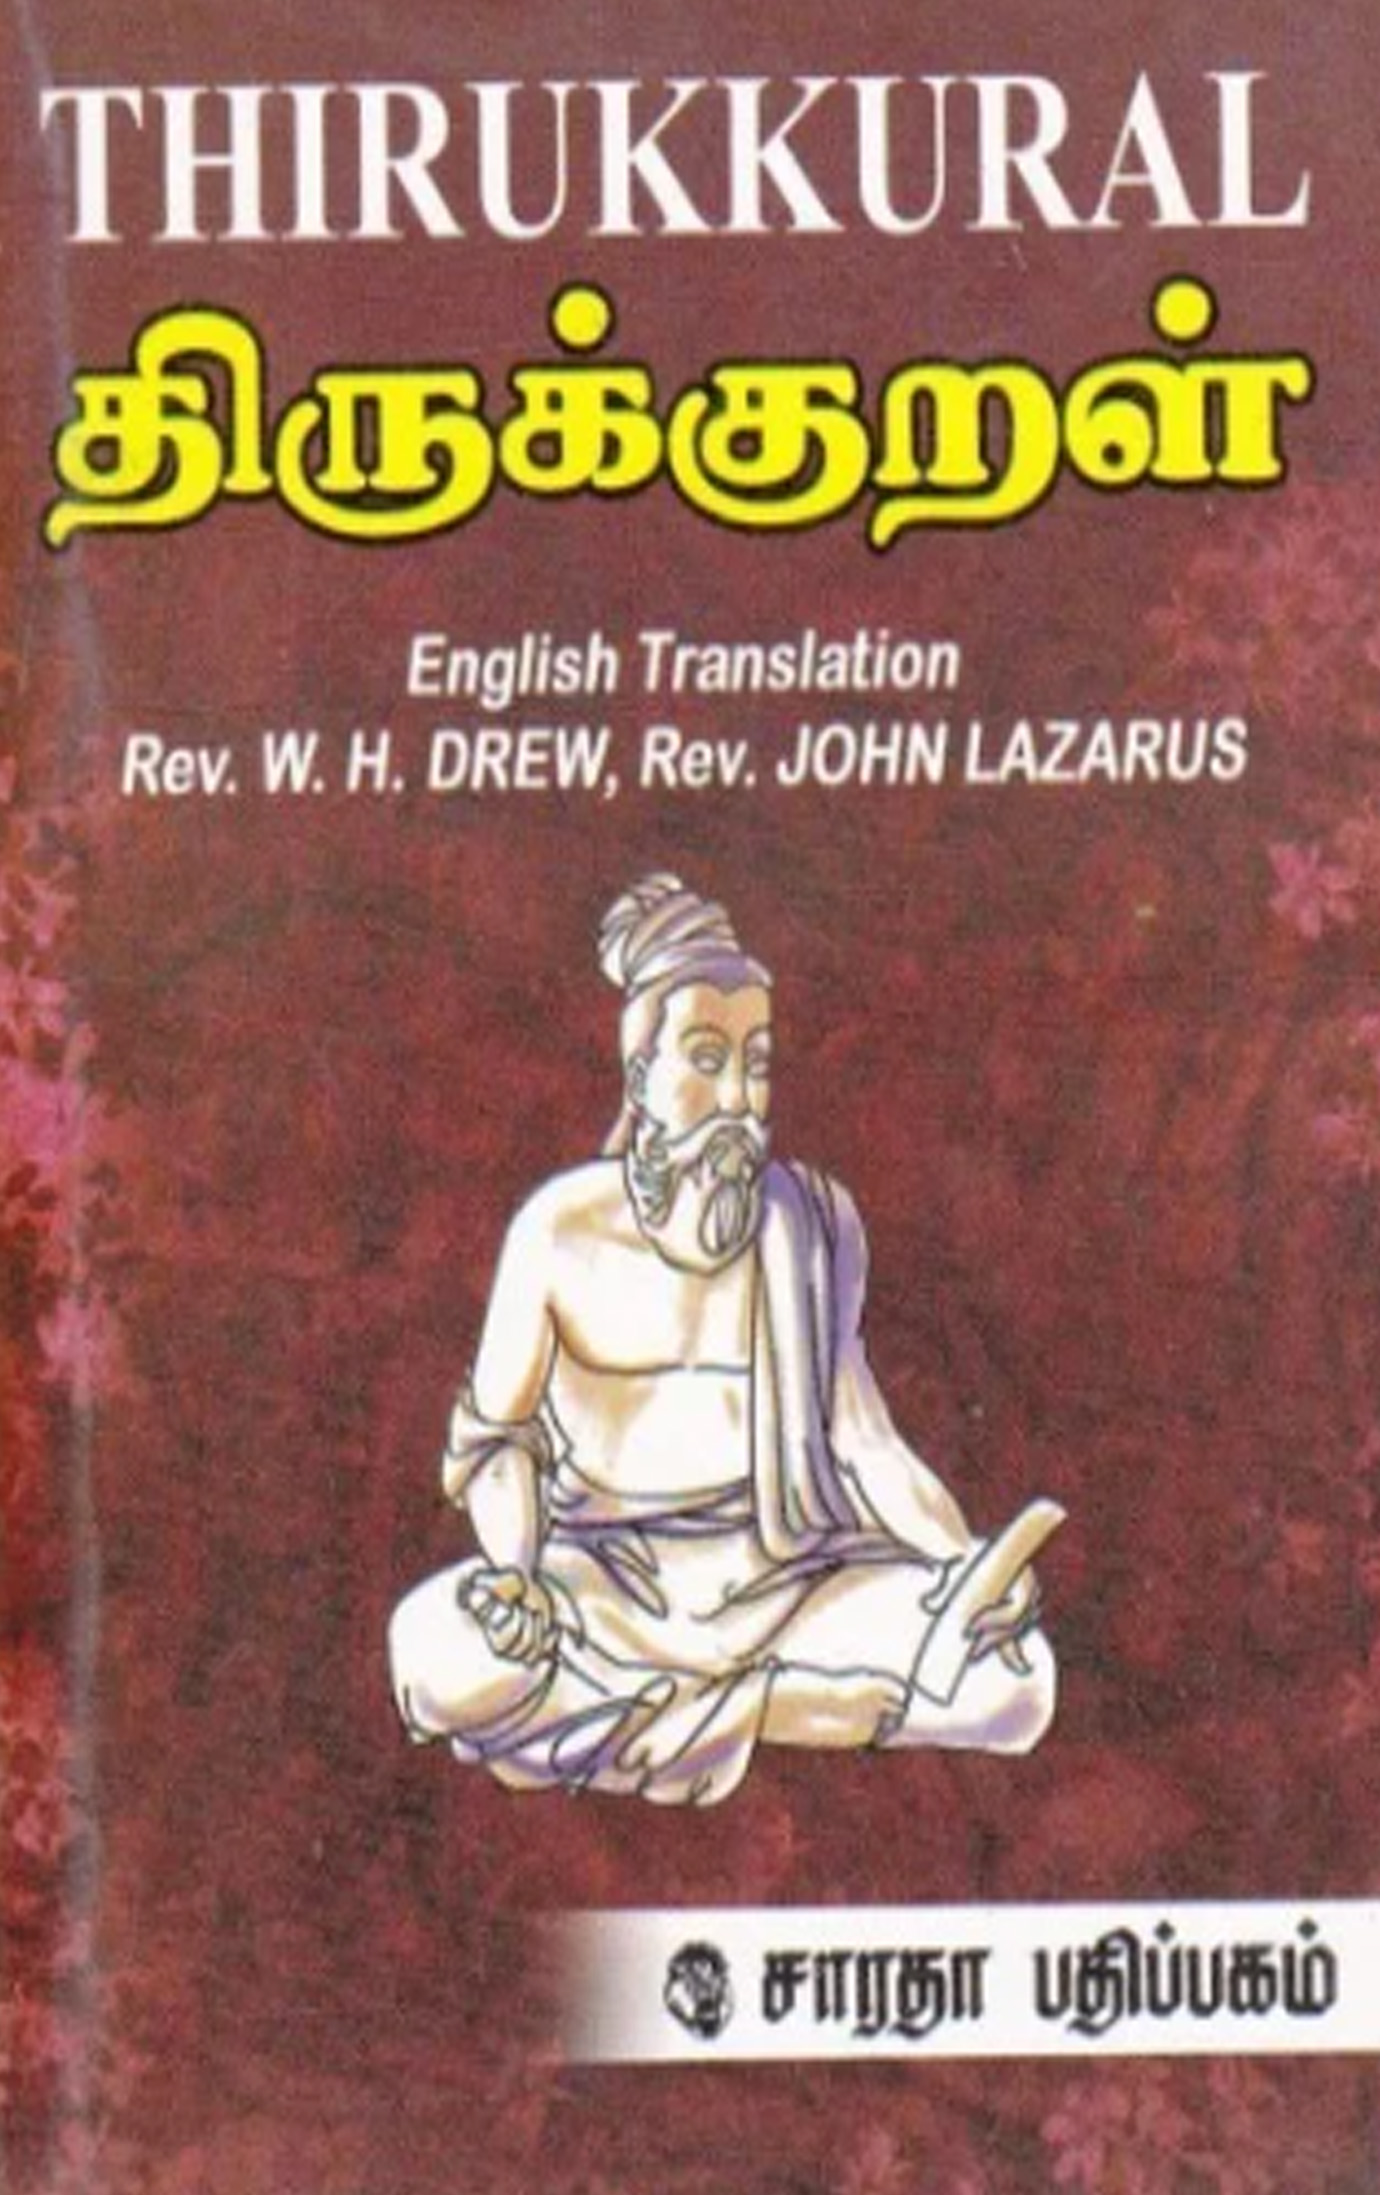 THIRUKKURAL
திருக்குறள்
English Translation
Rev. W. H. DREW, Rev. JOHN LAZARUS
சாரதா பதிப்பகம்